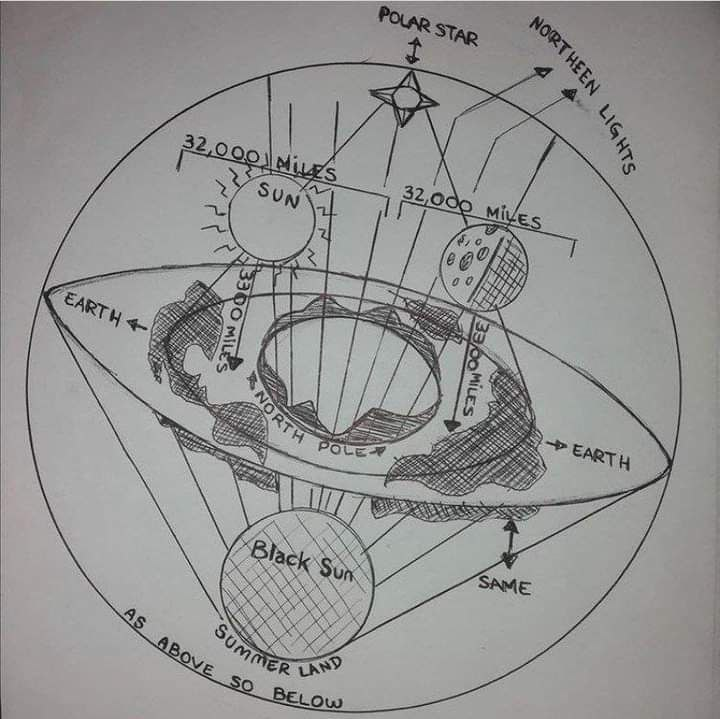 POLAR STAR
NORTHEEN LIGHTS
32,000 MILES
SUN
32,000 MILES
3300 MILES
3300 MILES
EARTH
NORTH POLE
EARTH
Black Sun
SAME
SUMMER LAND
AS ABOVE SO BELOW